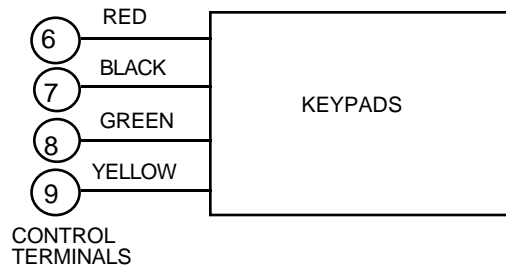 RED
6
BLACK
7
KEYPADS
GREEN
8
YELLOW
9
CONTROL
TERMINALS